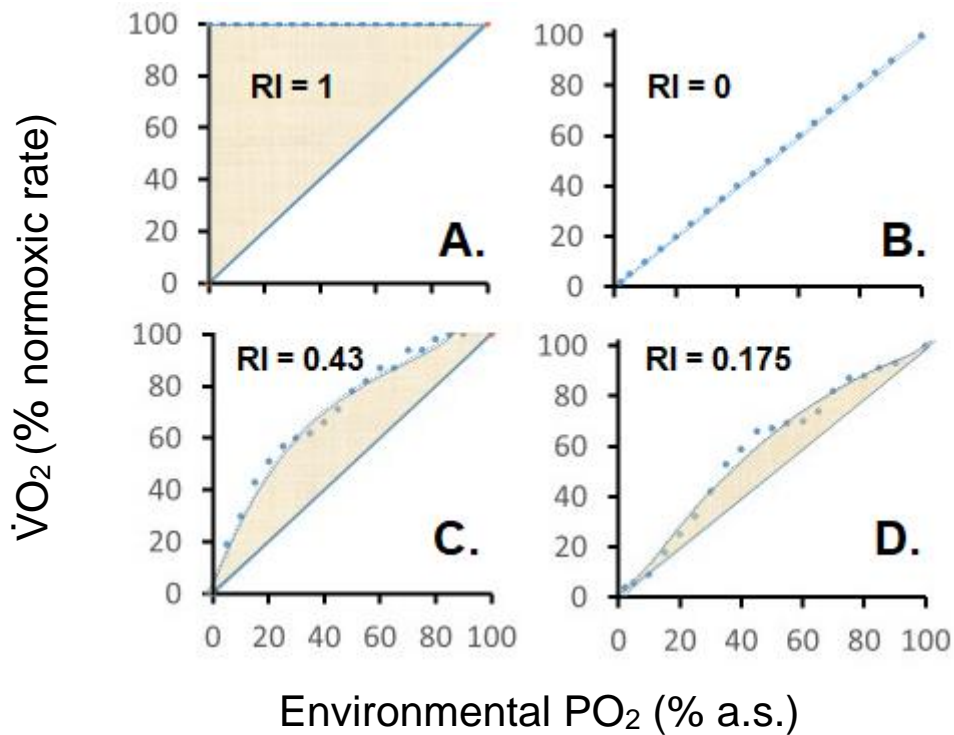 V̇O₂ (% normoxic rate)
100
80
60
40
20
0
RI = 1
A.
100
80
60
40
20
0
RI = 0
B.
100
80
60
40
20
0
RI = 0.43
C.
0 20 40 60 80 100
100
80
60
40
20
0
RI = 0.175
D.
0 20 40 60 80 100
Environmental PO₂ (% a.s.)